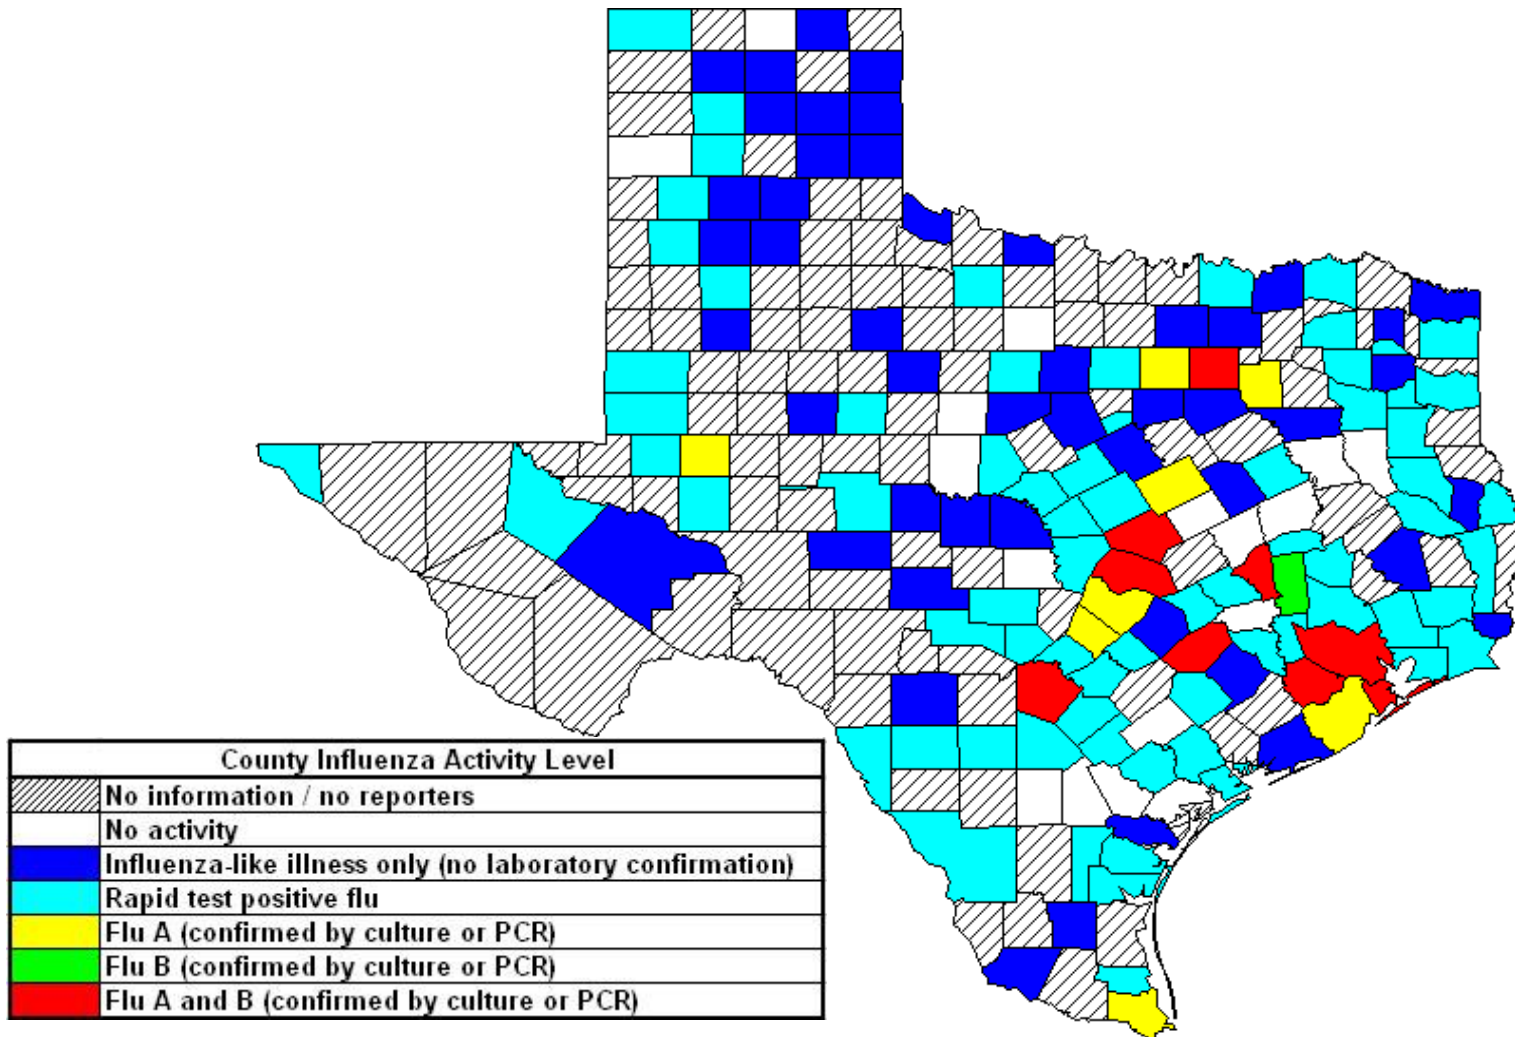 County Influenza Activity Level
No information / no reporters
No activity
Influenza-like illness only (no laboratory confirmation)
Rapid test positive flu
Flu A (confirmed by culture or PCR)
Flu B (confirmed by culture or PCR)
Flu A and B (confirmed by culture or PCR)